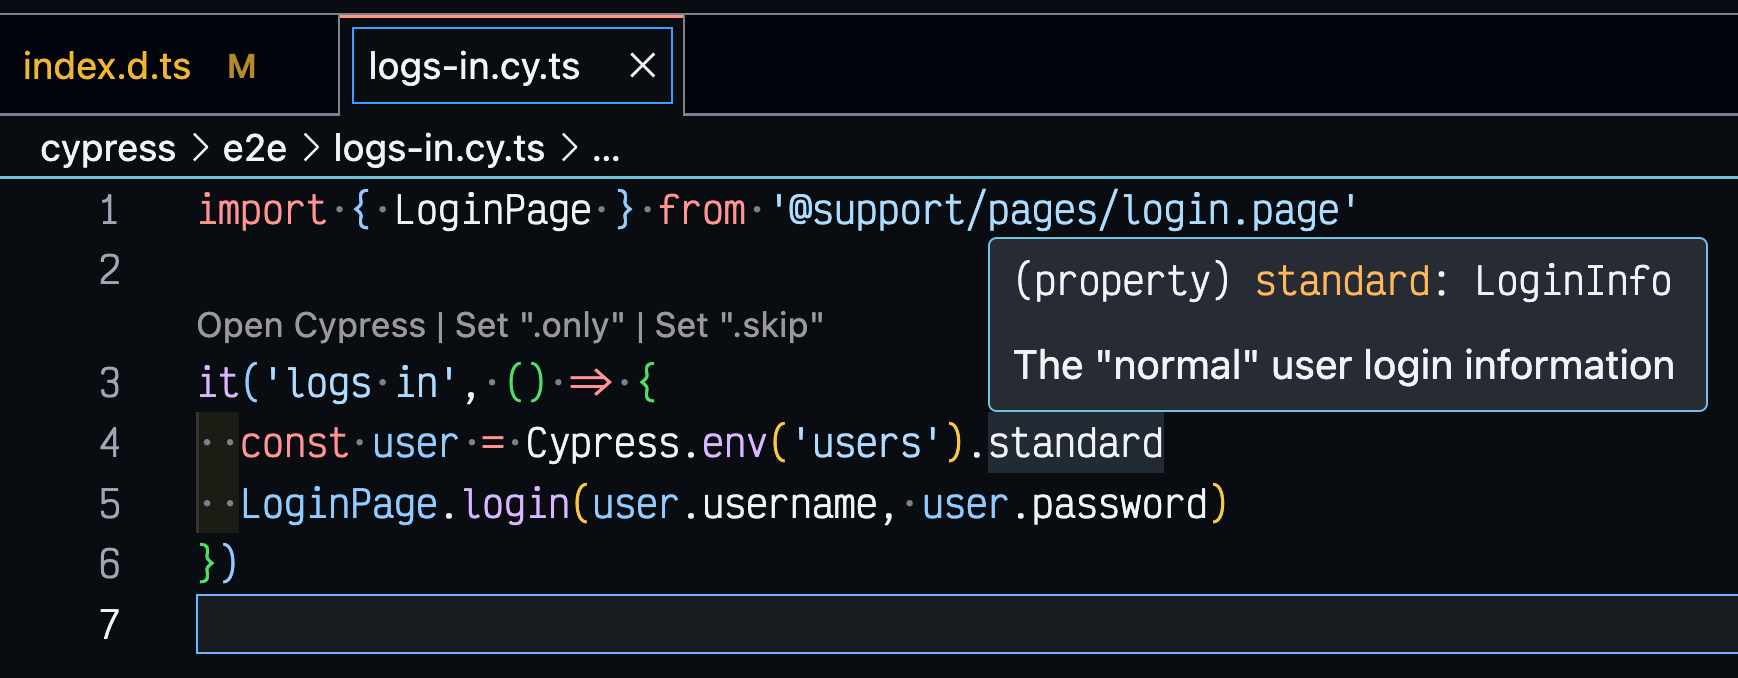 index.d.ts M logs-in.cy.ts ×
cypress > e2e > logs-in.cy.ts > ...
1 import { LoginPage } from '@support/pages/login.page'
2
(property) standard: LoginInfo
The "normal" user login information
Open Cypress | Set ".only" | Set ".skip"
3 it('logs in', () => {
4 const user = Cypress.env('users').standard
5 LoginPage.login(user.username, user.password)
6 })
7